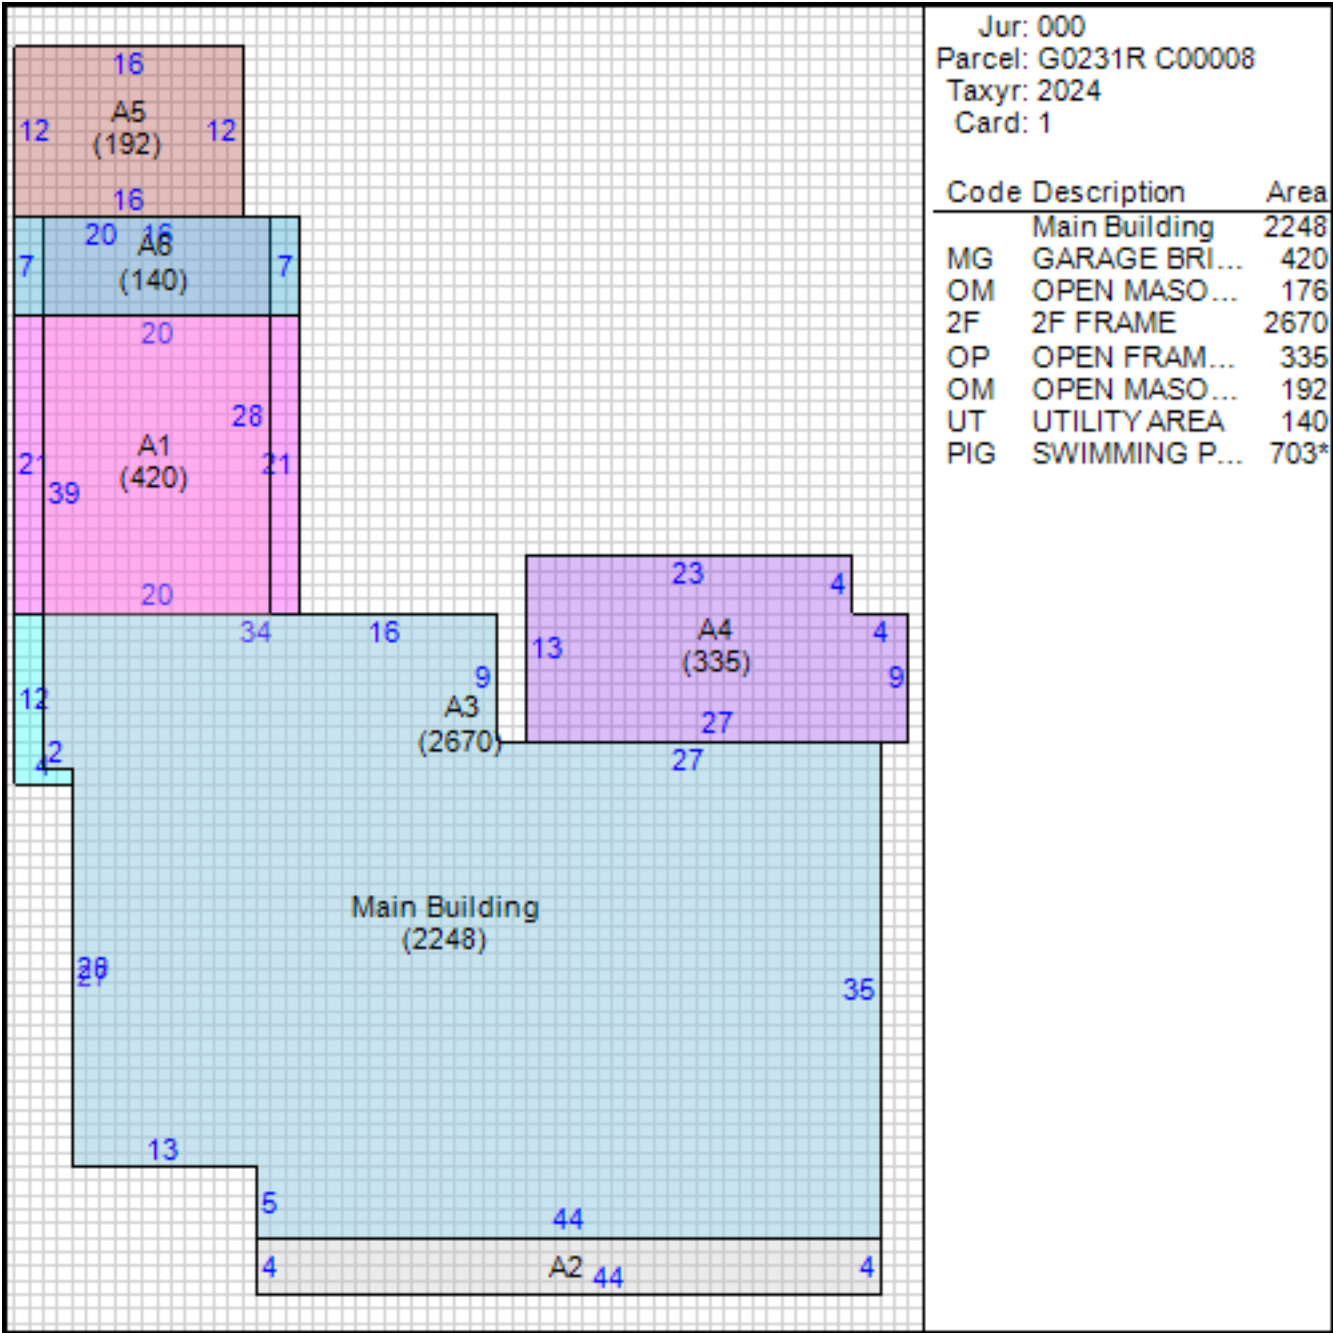 Jur: 000
Parcel: G0231R C00008
Taxyr: 2024
Card: 1
Code Description Area
Main Building 2248
MG GARAGE BRI... 420
OM OPEN MASO... 176
2F 2F FRAME 2670
OP OPEN FRAM... 335
OM OPEN MASO... 192
UT UTILITY AREA 140
PIG SWIMMING P... 703*
16
A5
12 (192) 12
16
20 16
A6
7 (140) 7
20
28
A1
21 (420) 21
39
20
34 16
23 4
13 A4 4
(335)
9 9
12 A3
(2670) 27
2 27
4
Main Building
(2248)
35
13
5
44
4 A2 44 4